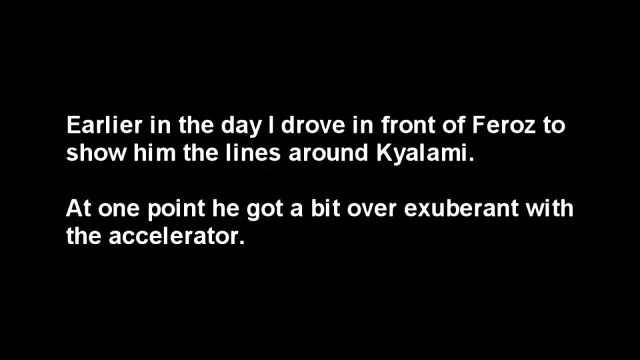 Earlier in the day I drove in front of Feroz to
show him the lines around Kyalami.
At one point he got a bit over exuberant with
the accelerator.